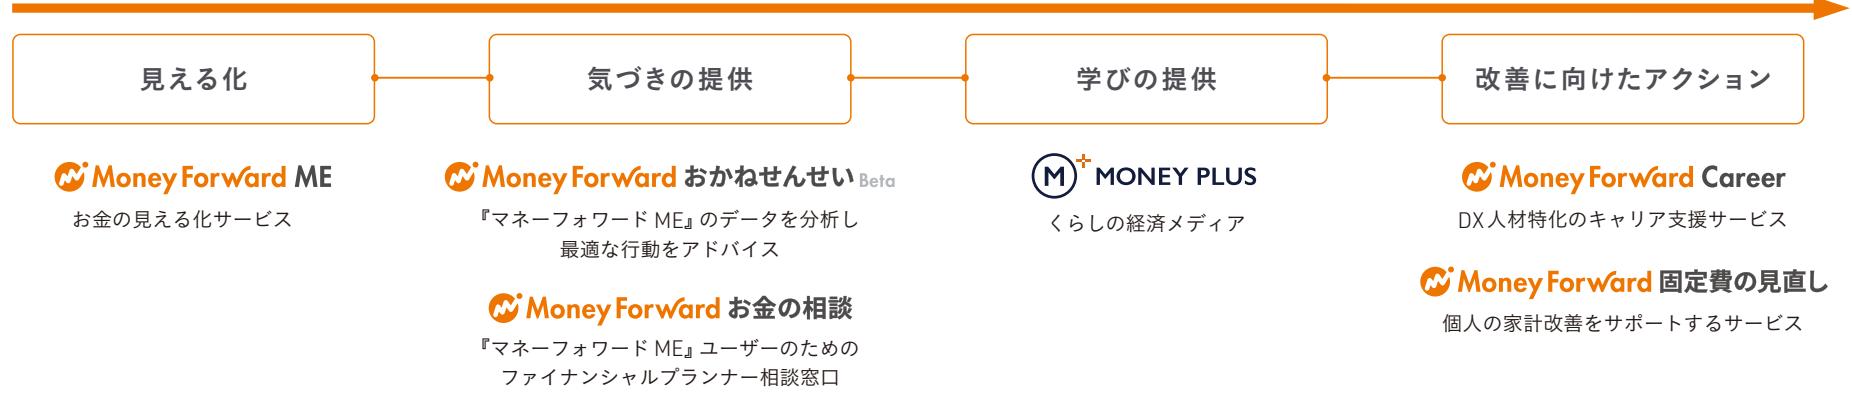 見える化
気づきの提供
学びの提供
改善に向けたアクション
Money Forward ME
お金の見える化サービス
Money Forward おかねせんせい Beta
『マネーフォワード ME』のデータを分析し
最適な行動をアドバイス
Money Forward お金の相談
『マネーフォワード ME』ユーザーのための
ファイナンシャルプランナー相談窓口
M+ MONEY PLUS
くらしの経済メディア
Money Forward Career
DX人材特化のキャリア支援サービス
Money Forward 固定費の見直し
個人の家計改善をサポートするサービス